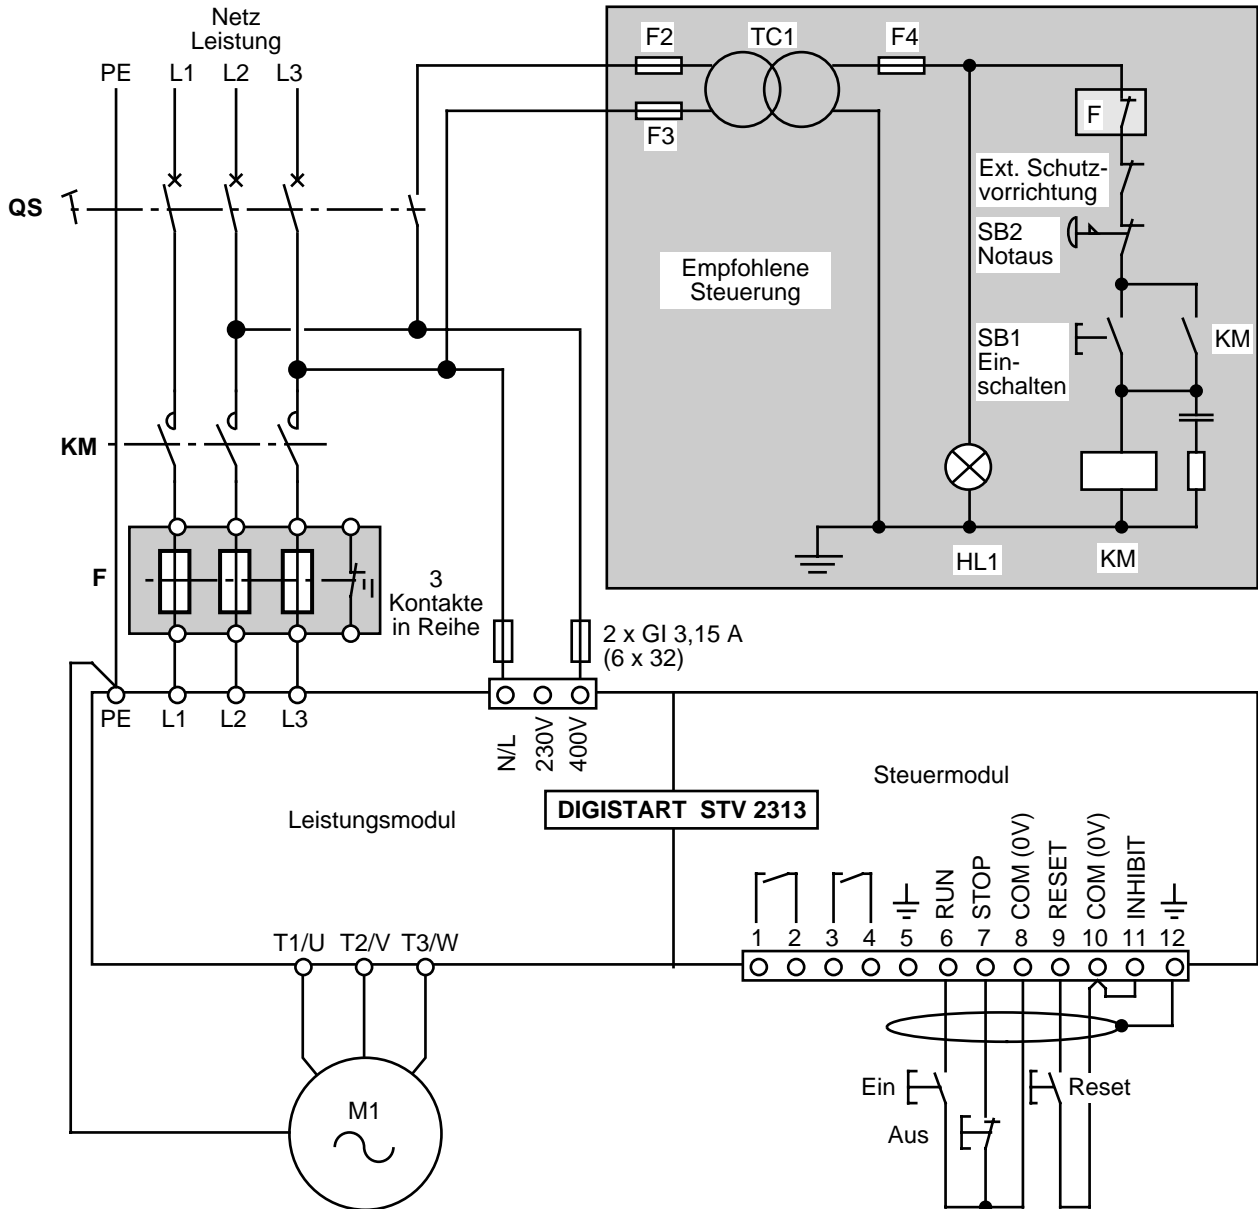 Netz
Leistung
PE L1 L2 L3
QS
F2 TC1 F4
F3
F
Ext. Schutz-
vorrichtung
SB2
Notaus
Empfohlene
Steuerung
SB1
Ein-
schalten
KM
KM
HL1 KM
F
3
Kontakte
in Reihe
2 x GI 3,15 A
(6 x 32)
PE L1 L2 L3
N/L
230V
400V
Leistungsmodul
Steuermodul
DIGISTART STV 2313
RUN
STOP
COM (0V)
RESET
COM (0V)
INHIBIT
1 2 3 4 5 6 7 8 9 10 11 12
T1/U T2/V T3/W
M1
Ein
Reset
Aus